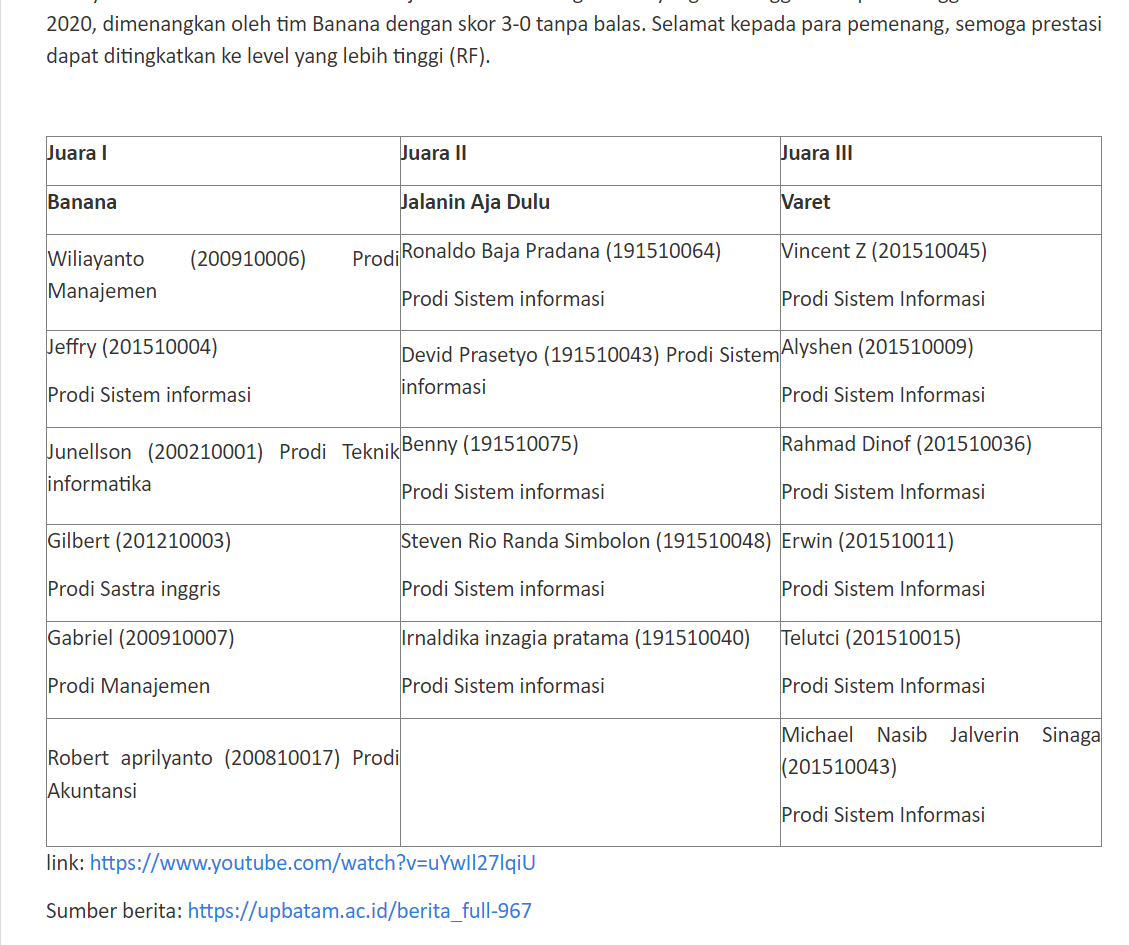 2020, dimenangkan oleh tim Banana dengan skor 3-0 tanpa balas. Selamat kepada para pemenang, semoga prestasi
dapat ditingkatkan ke level yang lebih tinggi (RF).
Juara I
Juara II
Juara III
Banana
Jalanin Aja Dulu
Varet
Wiliayanto (200910006) Prodi
Manajemen
Ronaldo Baja Pradana (191510064)
Prodi Sistem informasi
Vincent Z (201510045)
Prodi Sistem Informasi
Jeffry (201510004)
Prodi Sistem informasi
Devid Prasetyo (191510043) Prodi Sistem
informasi
Alyshen (201510009)
Prodi Sistem Informasi
Junellson (200210001) Prodi Teknik
informatika
Benny (191510075)
Prodi Sistem informasi
Rahmad Dinof (201510036)
Prodi Sistem Informasi
Gilbert (201210003)
Prodi Sastra inggris
Steven Rio Randa Simbolon (191510048)
Prodi Sistem informasi
Erwin (201510011)
Prodi Sistem Informasi
Gabriel (200910007)
Prodi Manajemen
Irnaldika inzagia pratama (191510040)
Prodi Sistem informasi
Telutci (201510015)
Prodi Sistem Informasi
Robert aprilyanto (200810017) Prodi
Akuntansi
Michael Nasib Jalverin Sinaga
(201510043)
Prodi Sistem Informasi
link: https://www.youtube.com/watch?v=uYwIl27lqiU
Sumber berita: https://upbatam.ac.id/berita_full-967